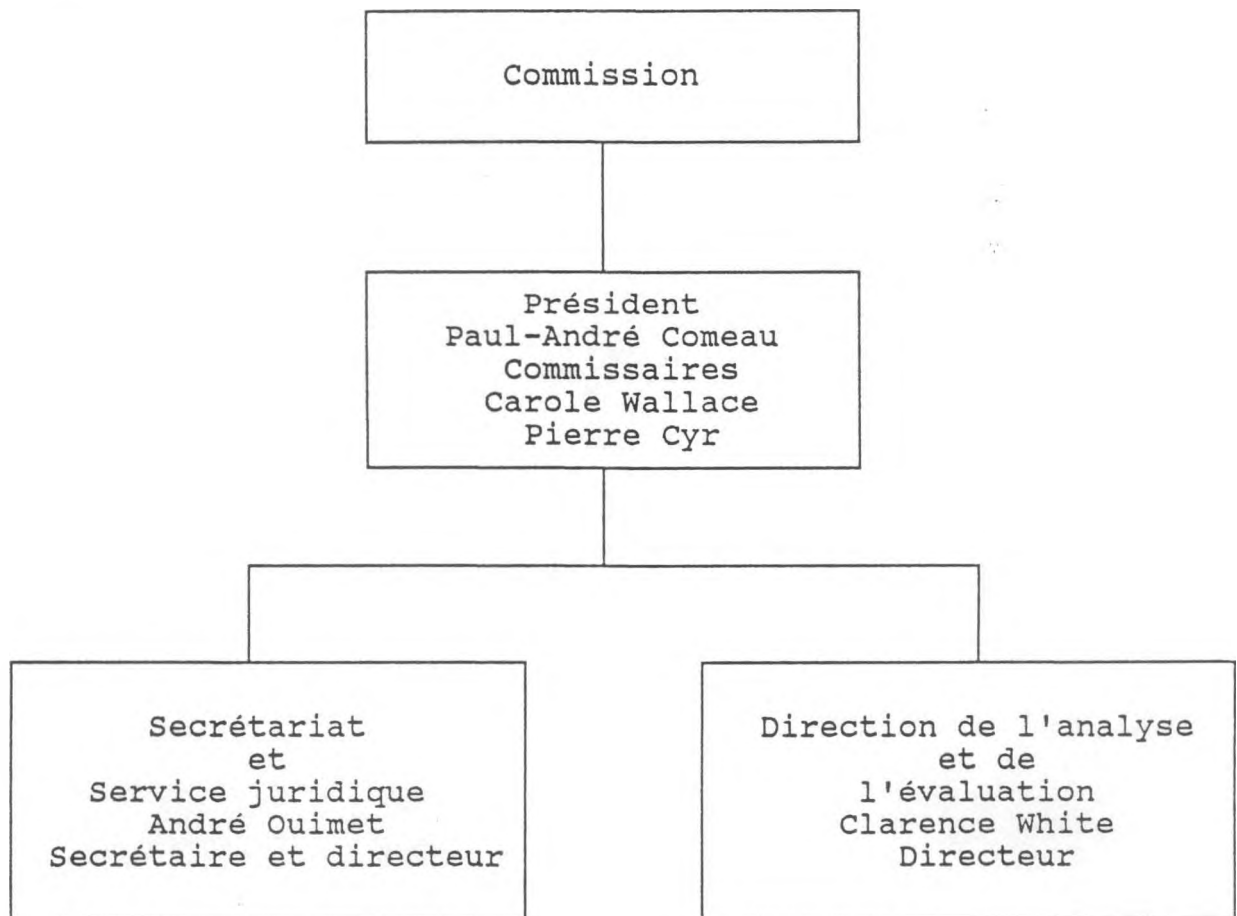 Commission
Président
Paul-André Comeau
Commissaires
Carole Wallace
Pierre Cyr
Secrétariat
et
Service juridique
André Ouimet
Secrétaire et directeur
Direction de l'analyse
et de
l'évaluation
Clarence White
Directeur